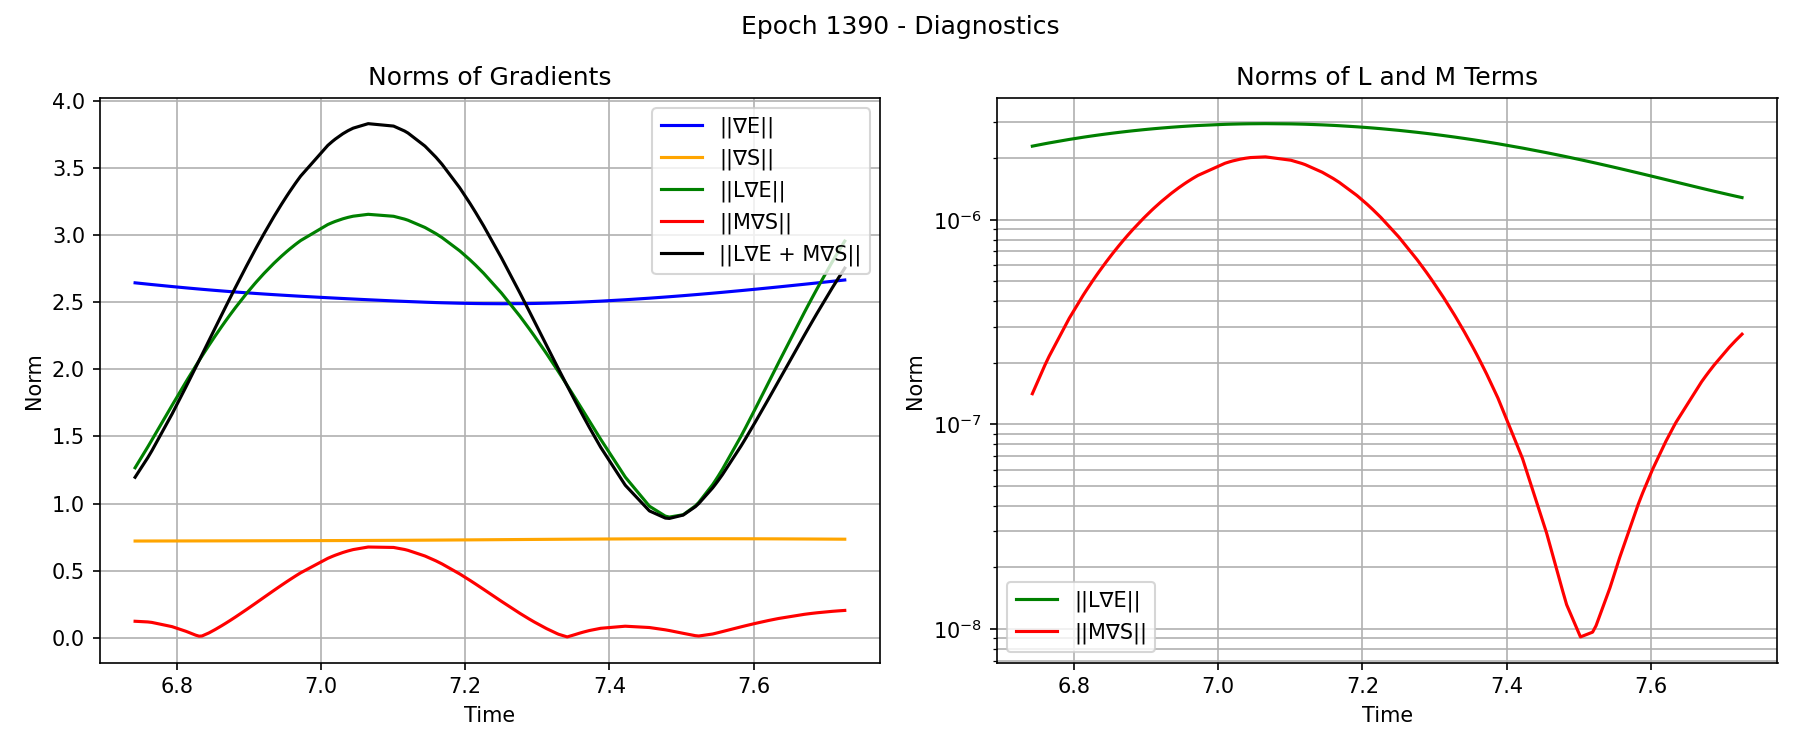 Epoch 1390 - Diagnostics
Norms of Gradients
Norm
4.0
3.5
3.0
2.5
2.0
1.5
1.0
0.5
0.0
||∇E||
||∇S||
||L∇E||
||M∇S||
||L∇E + M∇S||
6.8 7.0 7.2 7.4 7.6
Time
Norms of L and M Terms
Norm
10⁻⁶
10⁻⁷
10⁻⁸
||L∇E||
||M∇S||
6.8 7.0 7.2 7.4 7.6
Time